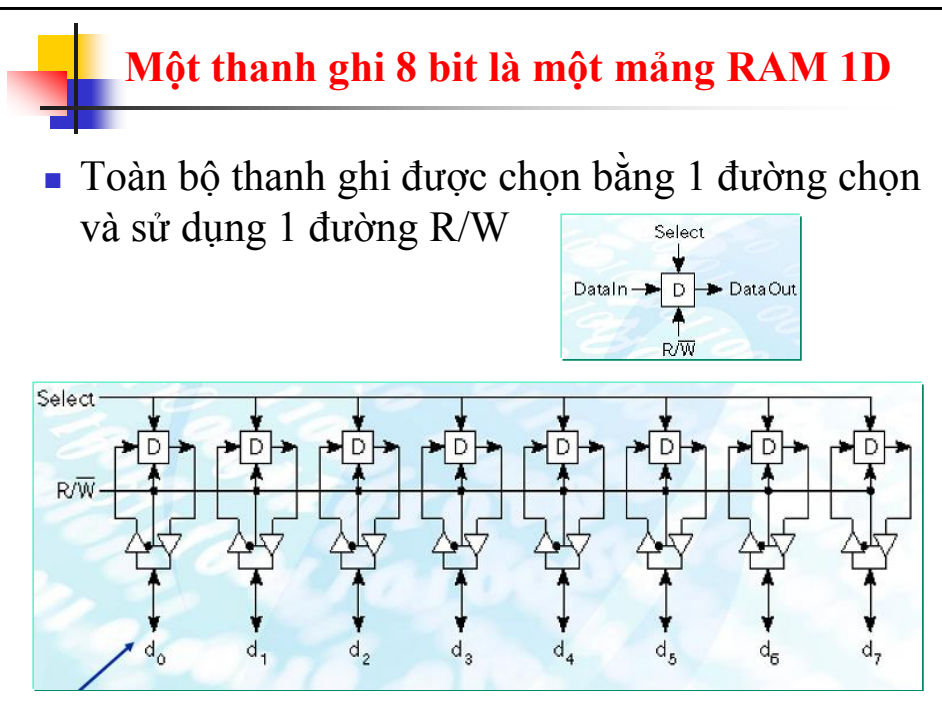 Một thanh ghi 8 bit là một mảng RAM 1D
Toàn bộ thanh ghi được chọn bằng 1 đường chọn
và sử dụng 1 đường R/W
Select
DataIn D DataOut
R/W̅
Select
D D D D D D D D
R/W̅
d₀ d₁ d₂ d₃ d₄ d₅ d₆ d₇